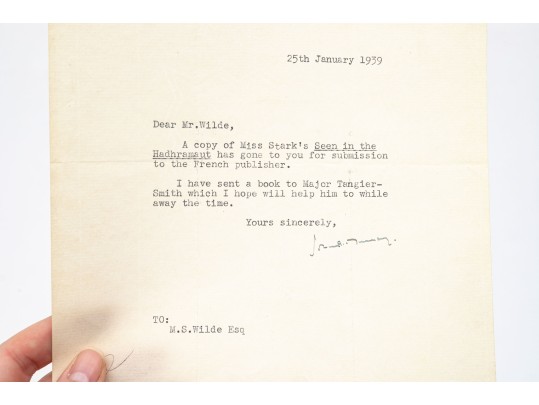 25th January 1939
Dear Mr.Wilde,
A copy of Miss Stark's Seen in the
Hadhramaut has gone to you for submission
to the French publisher.
I have sent a book to Major Tangier-
Smith which I hope will help him to while
away the time.
Yours sincerely,
TO:
M.S.Wilde Esq